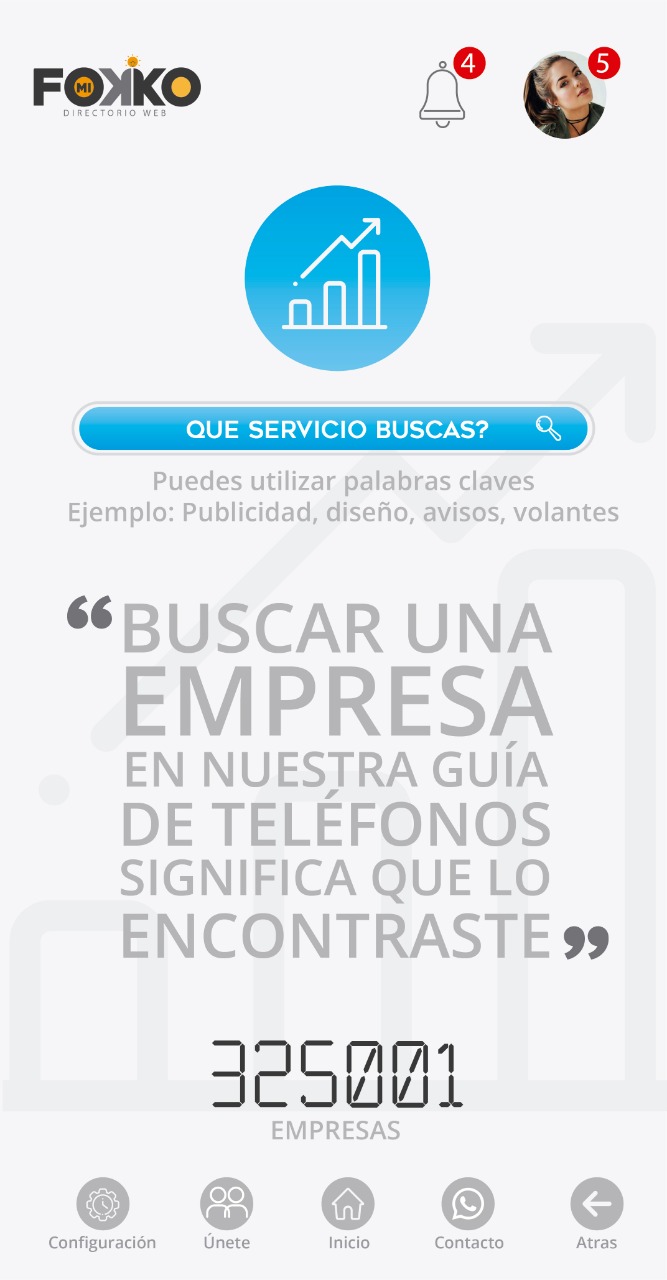 FOKKO
MI
DIRECTORIO WEB
4
5
QUE SERVICIO BUSCAS?
Puedes utilizar palabras claves
Ejemplo: Publicidad, diseño, avisos, volantes
“BUSCAR UNA
EMPRESA
EN NUESTRA GUÍA
DE TELÉFONOS
SIGNIFICA QUE LO
ENCONTRASTE”
325001
EMPRESAS
Configuración Únete Inicio Contacto Atras